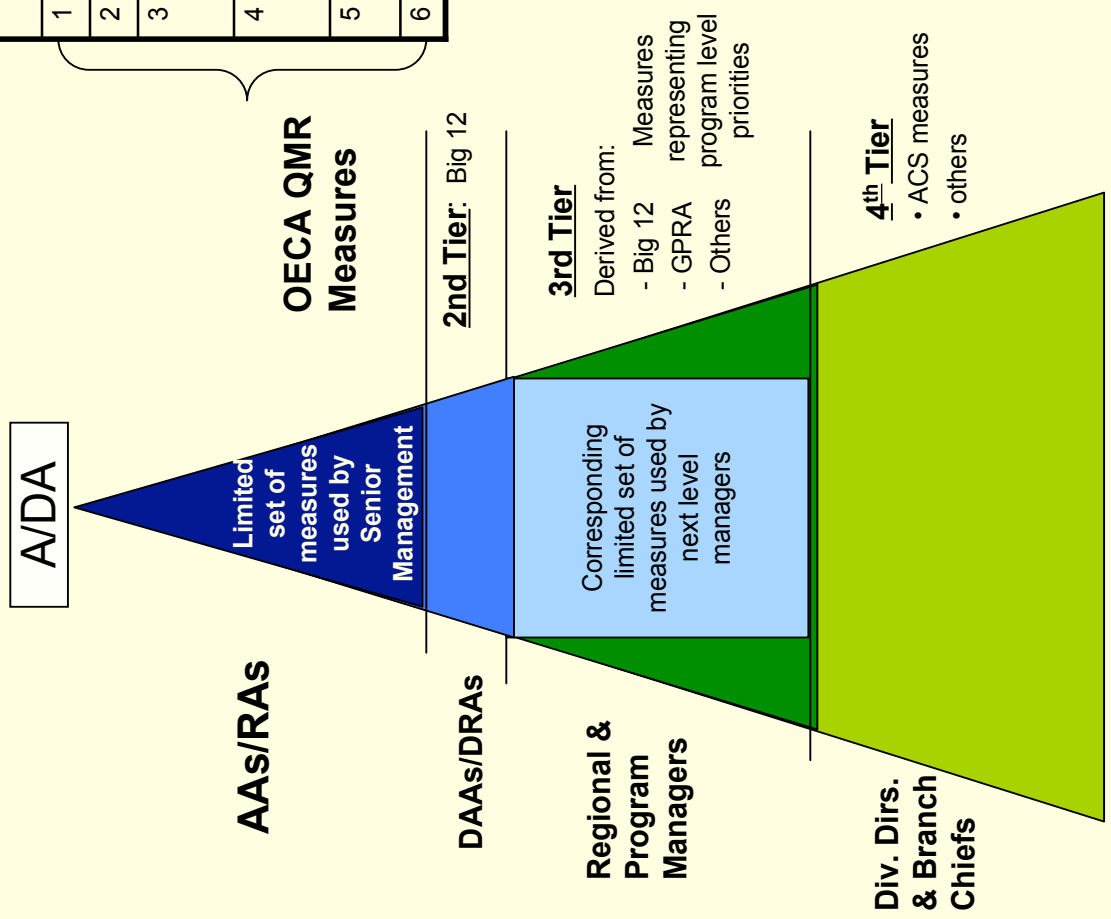 A/DA
1
2
3
4
5
6
AAs/RAs
Limited
set of
measures
used by
Senior
Management
OECA QMR
Measures
DAAs/DRAs
2nd Tier: Big 12
Regional &
Program
Managers
Corresponding
limited set of
measures used by
next level
managers
3rd Tier
Derived from:
- Big 12
- GPRA
- Others
Measures
representing
program level
priorities
Div. Dirs.
& Branch
Chiefs
4th Tier
• ACS measures
• others